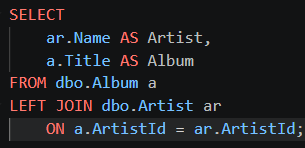 SELECT
    ar.Name AS Artist,
    a.Title AS Album
FROM dbo.Album a
LEFT JOIN dbo.Artist ar
    ON a.ArtistId = ar.ArtistId;